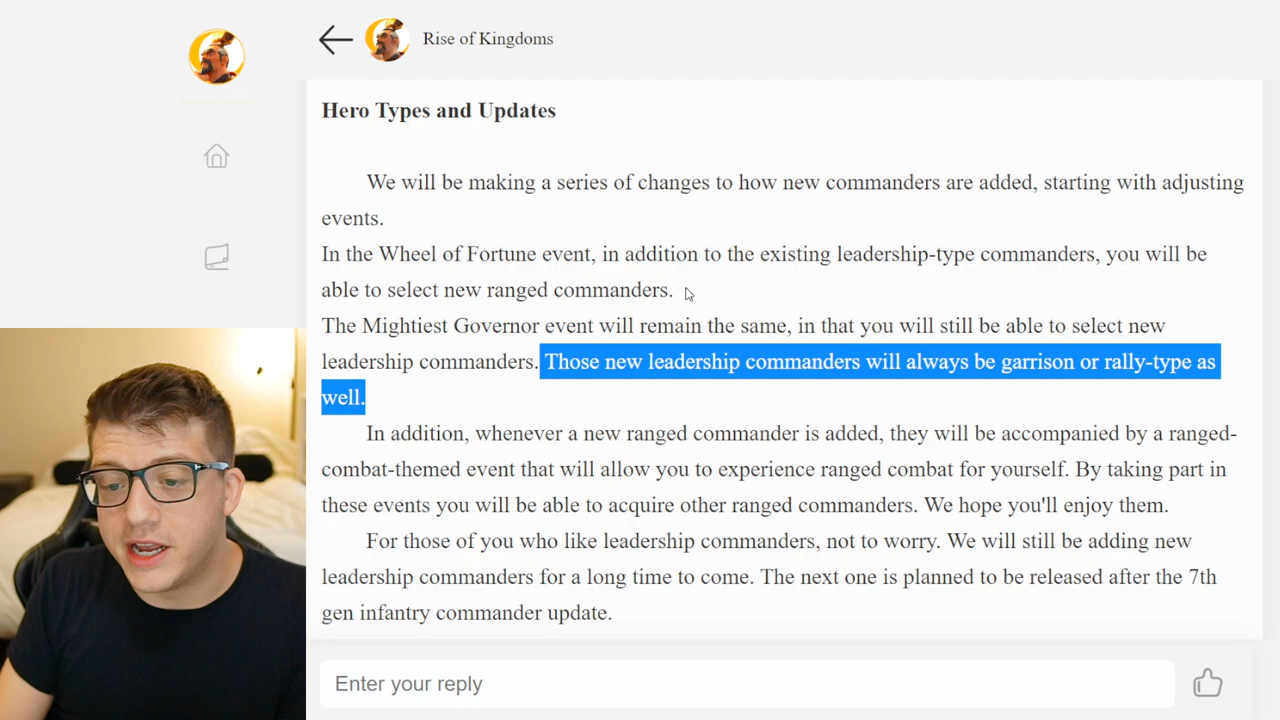 Rise of Kingdoms
Hero Types and Updates
We will be making a series of changes to how new commanders are added, starting with adjusting
events.
In the Wheel of Fortune event, in addition to the existing leadership-type commanders, you will be
able to select new ranged commanders.
The Mightiest Governor event will remain the same, in that you will still be able to select new
leadership commanders. Those new leadership commanders will always be garrison or rally-type as
well.
In addition, whenever a new ranged commander is added, they will be accompanied by a ranged-
combat-themed event that will allow you to experience ranged combat for yourself. By taking part in
these events you will be able to acquire other ranged commanders. We hope you'll enjoy them.
For those of you who like leadership commanders, not to worry. We will still be adding new
leadership commanders for a long time to come. The next one is planned to be released after the 7th
gen infantry commander update.
Enter your reply